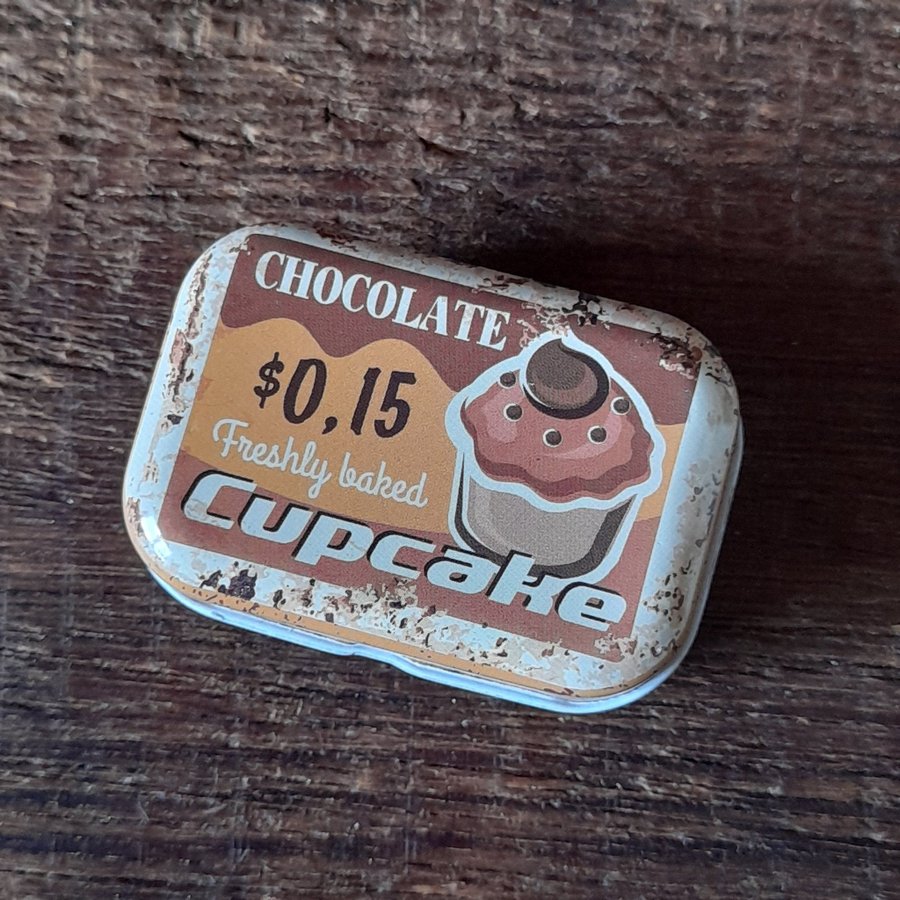 CHOCOLATE
$0,15
Freshly baked
Cupcake